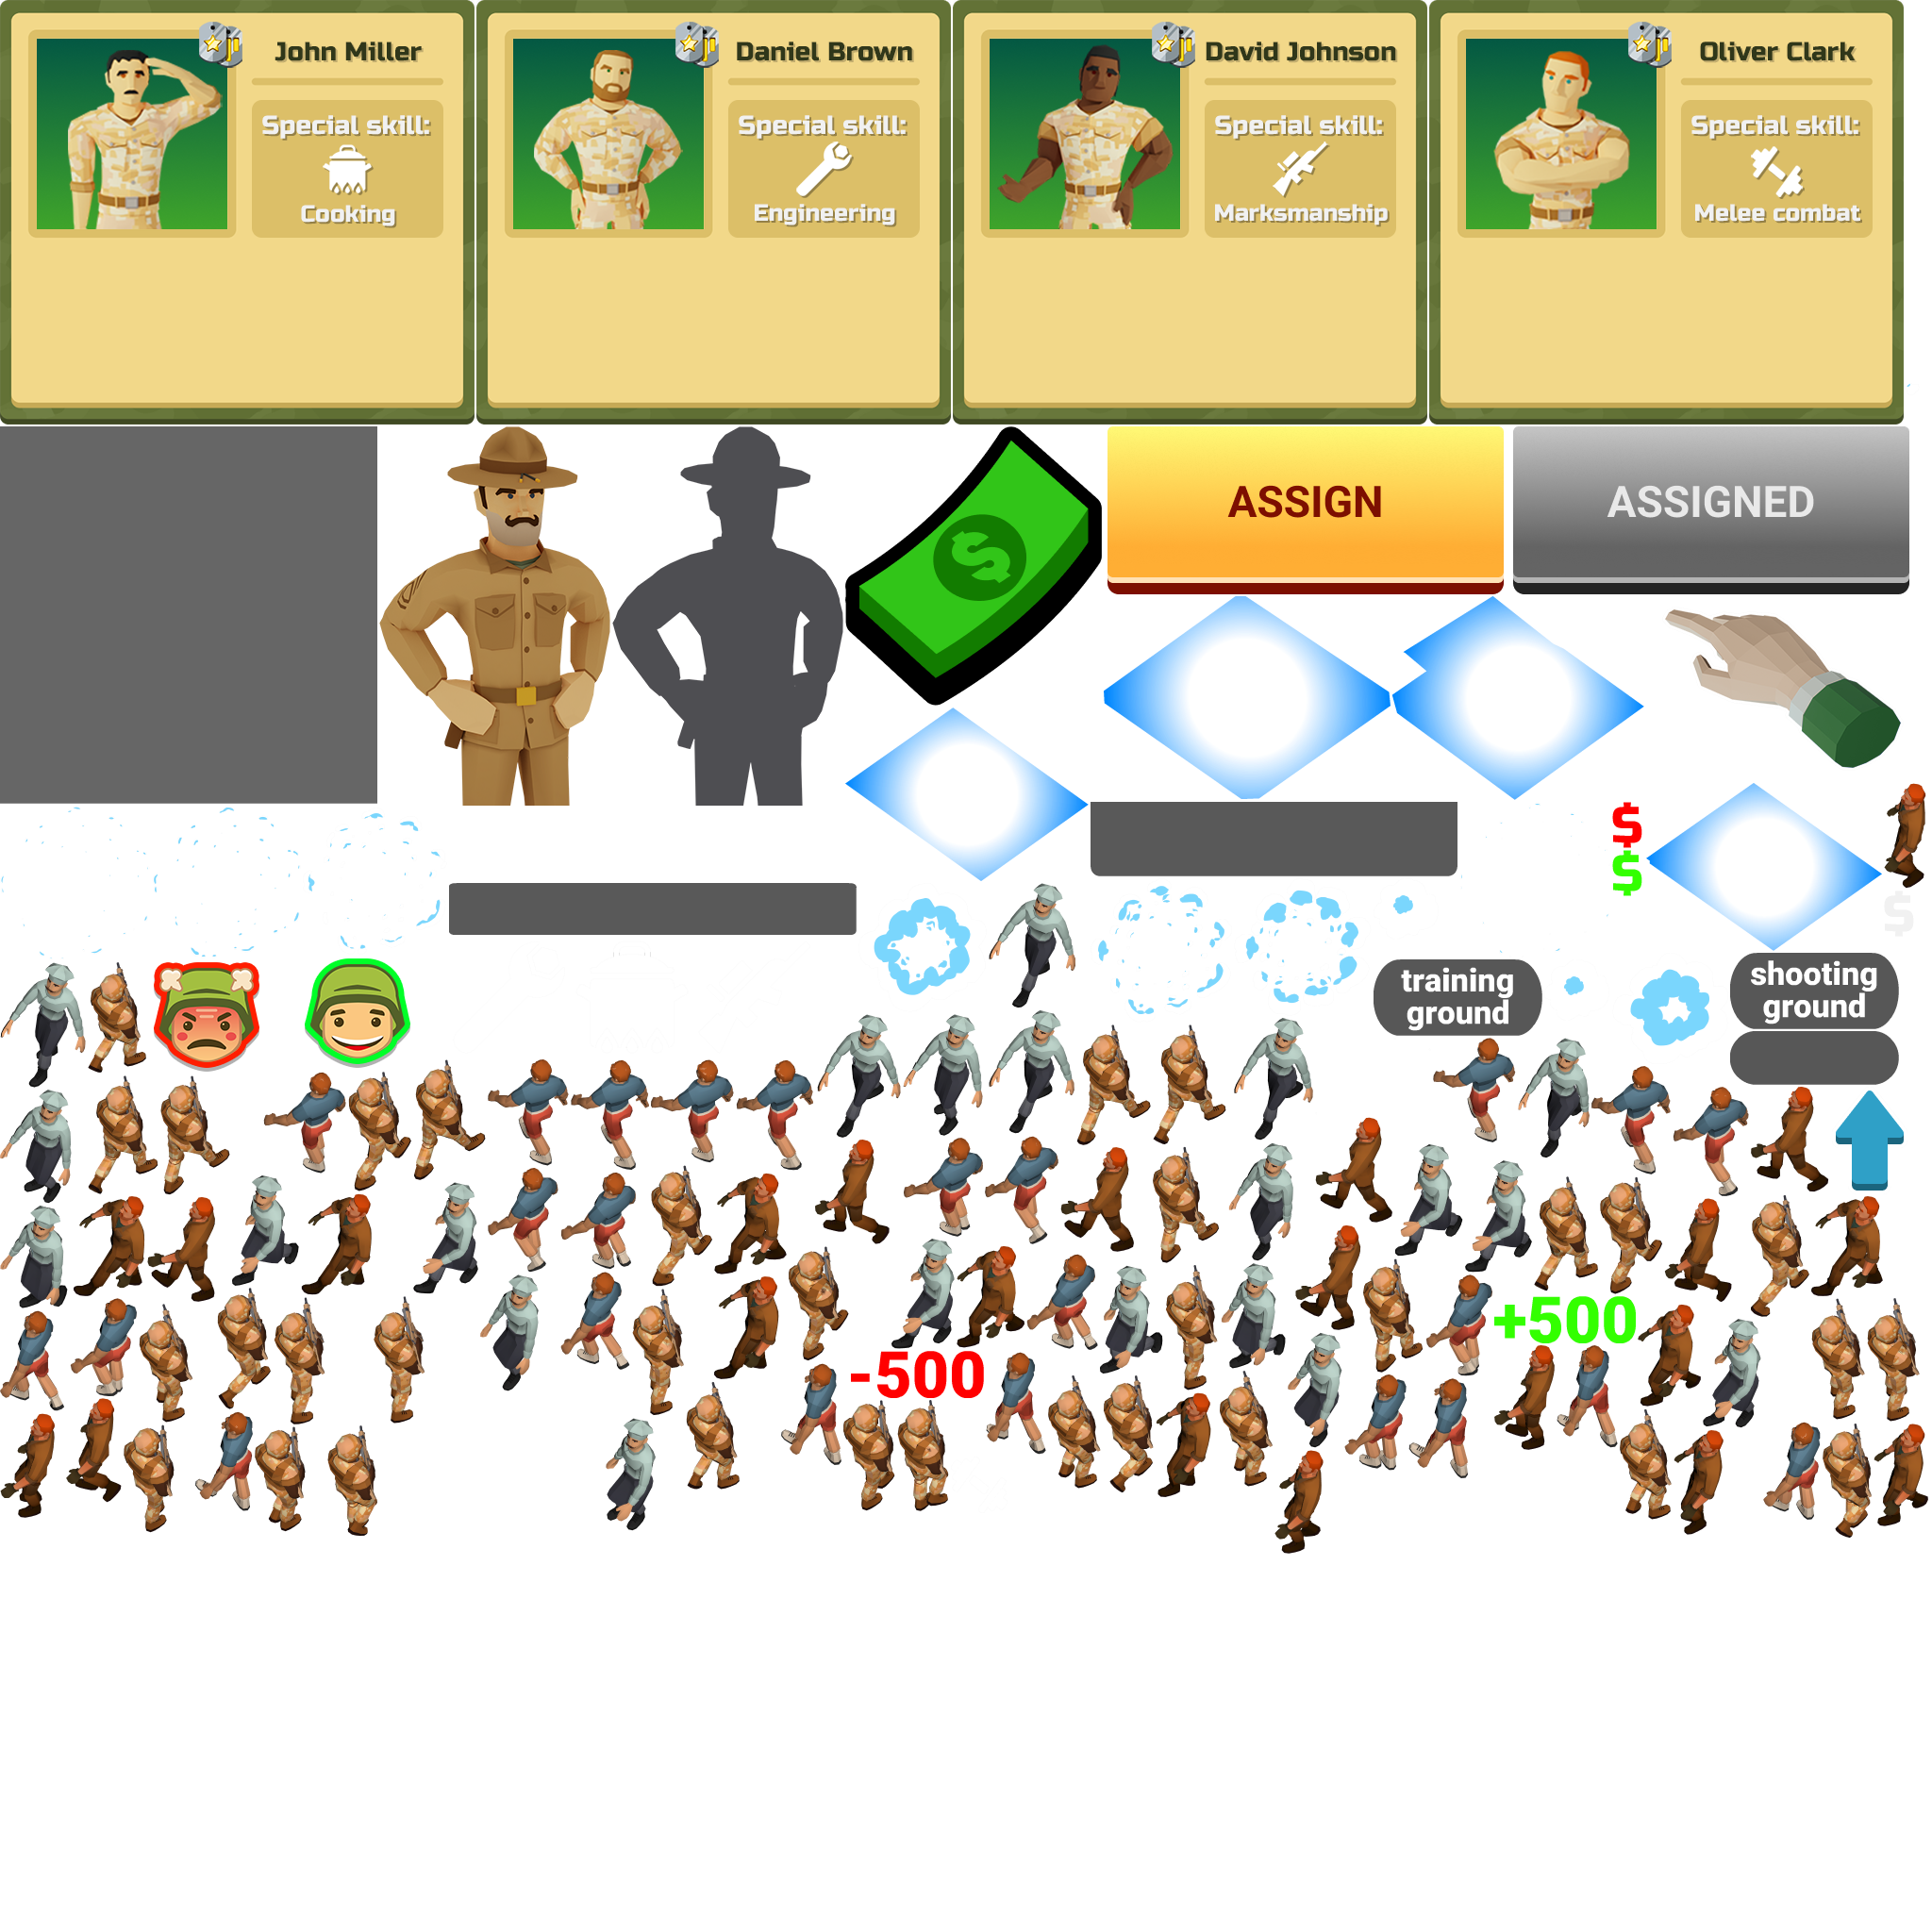 John Miller
Special skill:
Cooking
Daniel Brown
Special skill:
Engineering
David Johnson
Special skill:
Marksmanship
Oliver Clark
Special skill:
Melee combat
$
ASSIGN
ASSIGNED
$
$
$
training
ground
shooting
ground
+500
-500